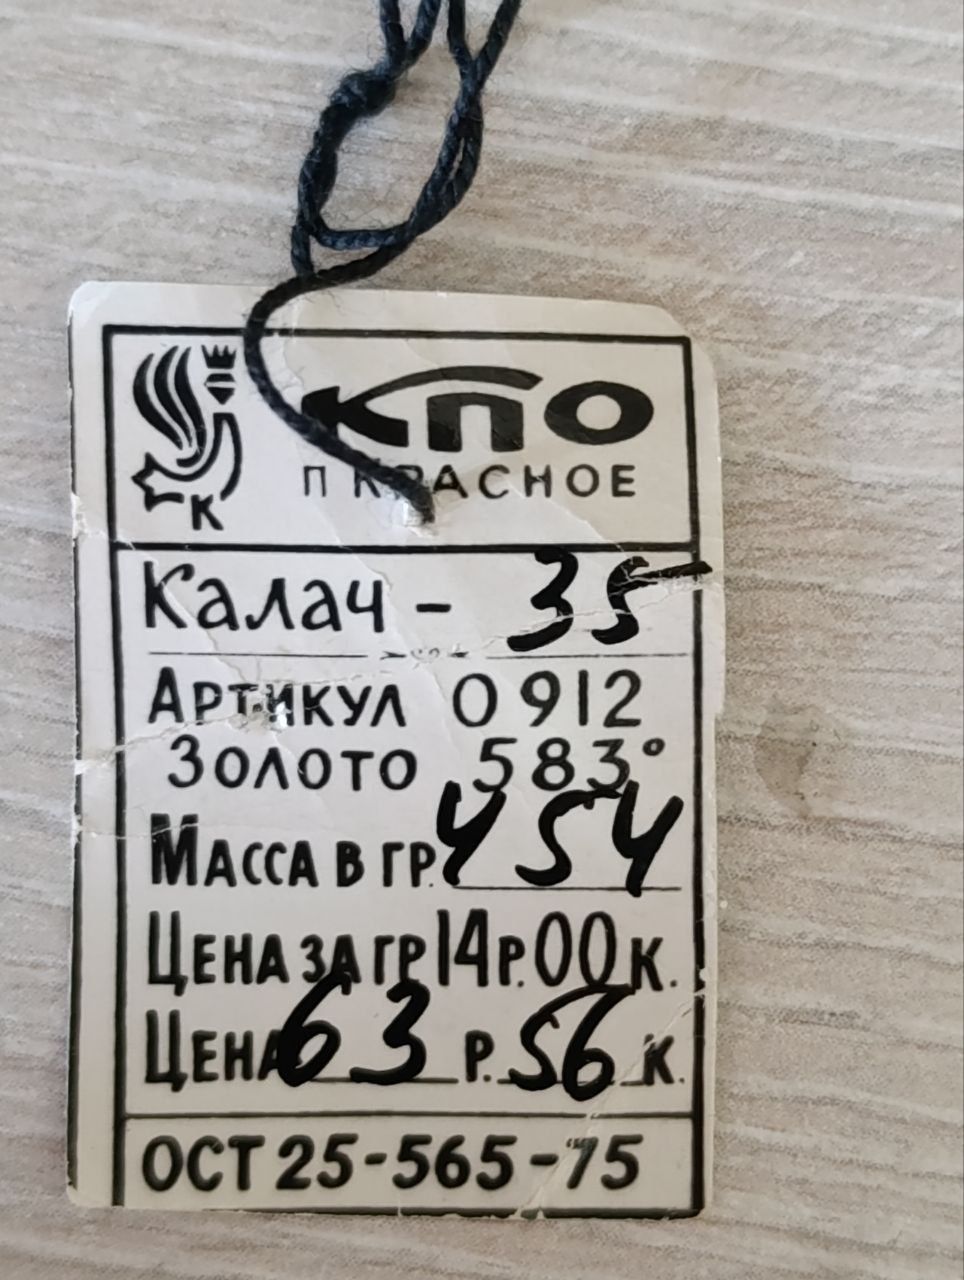 КПО
П КРАСНОЕ
К
Калач - 35
Артикул 0912
Золото 583°
Масса в гр. 4 54
Цена за гр 14 р. 00 к.
Цена 63 р. 56 к.
ОСТ 25-565-75